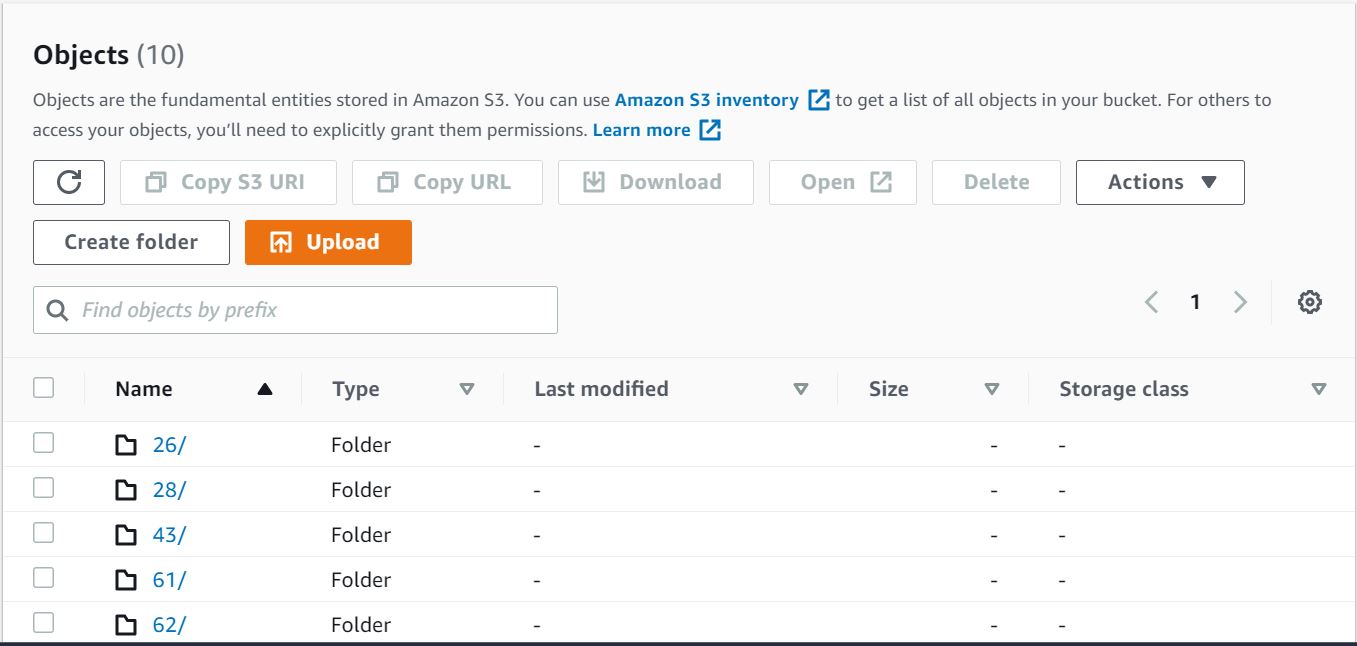 Objects (10)
Objects are the fundamental entities stored in Amazon S3. You can use Amazon S3 inventory to get a list of all objects in your bucket. For others to
access your objects, you’ll need to explicitly grant them permissions. Learn more
Copy S3 URI Copy URL Download Open Delete Actions
Create folder Upload
Find objects by prefix 1
Name Type Last modified Size Storage class
26/ Folder - - -
28/ Folder - - -
43/ Folder - - -
61/ Folder - - -
62/ Folder - - -